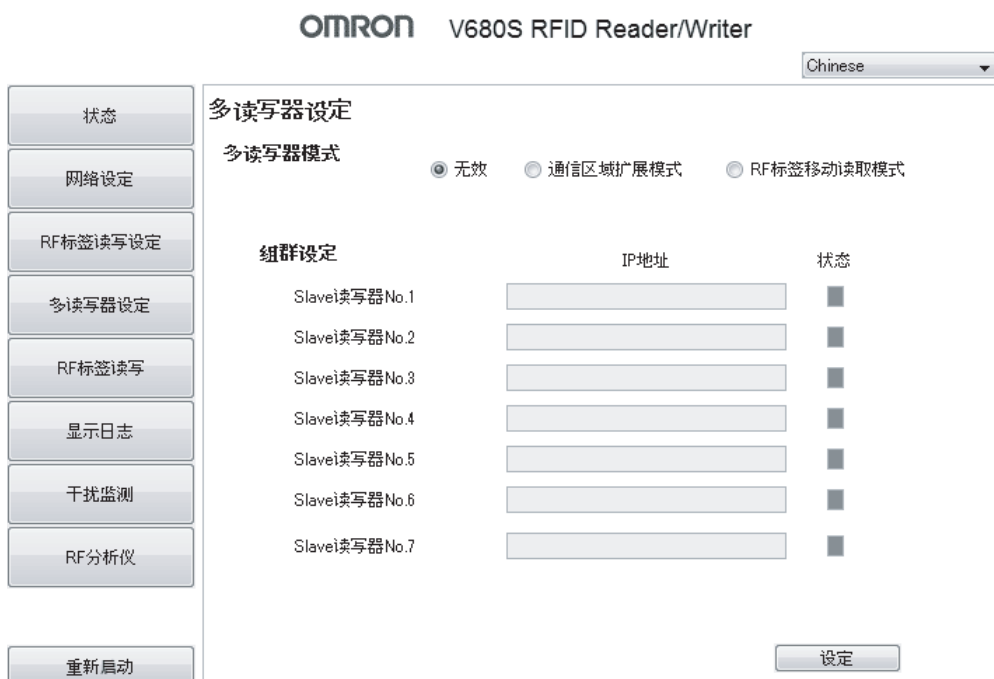 OMRON V680S RFID Reader/Writer
Chinese
状态
网络设定
RF标签读写设定
多读写器设定
RF标签读写
显示日志
干扰监测
RF分析仪
重新启动
多读写器设定
多读写器模式 无效 通信区域扩展模式 RF标签移动读取模式
组群设定 IP地址 状态
Slave读写器No.1
Slave读写器No.2
Slave读写器No.3
Slave读写器No.4
Slave读写器No.5
Slave读写器No.6
Slave读写器No.7
设定